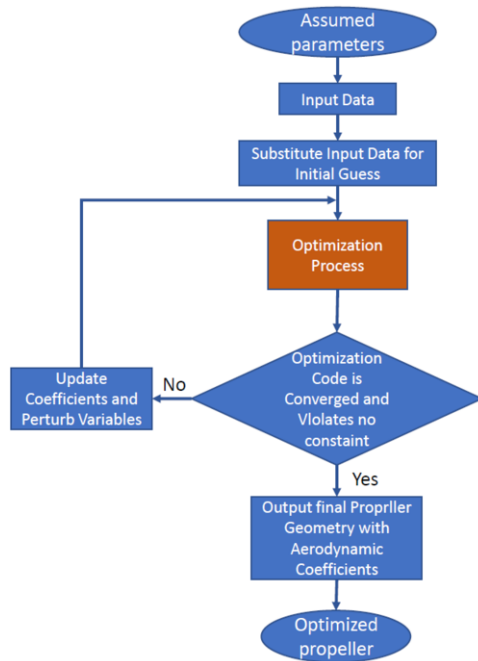 Assumed
parameters
Input Data
Substitute Input Data for
Initial Guess
Optimization
Process
Optimization
Code is
Converged and
Vlolates no
constaint
No
Update
Coefficients and
Perturb Variables
Yes
Output final Proprller
Geometry with
Aerodynamic
Coefficients
Optimized
propeller